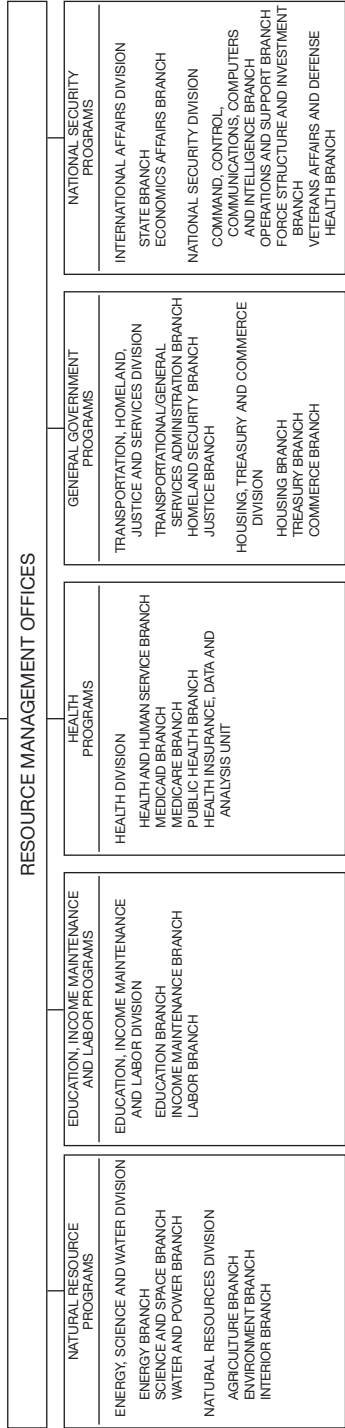 RESOURCE MANAGEMENT OFFICES
NATURAL RESOURCE
PROGRAMS
ENERGY, SCIENCE AND WATER DIVISION
ENERGY BRANCH
SCIENCE AND SPACE BRANCH
WATER AND POWER BRANCH
NATURAL RESOURCES DIVISION
AGRICULTURE BRANCH
ENVIRONMENT BRANCH
INTERIOR BRANCH
EDUCATION, INCOME MAINTENANCE
AND LABOR PROGRAMS
EDUCATION, INCOME MAINTENANCE
AND LABOR DIVISION
EDUCATION BRANCH
INCOME MAINTENANCE BRANCH
LABOR BRANCH
HEALTH
PROGRAMS
HEALTH DIVISION
HEALTH AND HUMAN SERVICE BRANCH
MEDICAID BRANCH
MEDICARE BRANCH
PUBLIC HEALTH BRANCH
HEALTH INSURANCE, DATA AND
ANALYSIS UNIT
GENERAL GOVERNMENT
PROGRAMS
TRANSPORTATION, HOMELAND,
JUSTICE AND SERVICES DIVISION
TRANSPORTATIONAL/GENERAL
SERVICES ADMINISTRATION BRANCH
HOMELAND SECURITY BRANCH
JUSTICE BRANCH
HOUSING, TREASURY AND COMMERCE
DIVISION
HOUSING BRANCH
TREASURY BRANCH
COMMERCE BRANCH
NATIONAL SECURITY
PROGRAMS
INTERNATIONAL AFFAIRS DIVISION
STATE BRANCH
ECONOMICS AFFAIRS BRANCH
NATIONAL SECURITY DIVISION
COMMAND, CONTROL,
COMMUNICATIONS, COMPUTERS
AND INTELLIGENCE BRANCH
OPERATIONS AND SUPPORT BRANCH
FORCE STRUCTURE AND INVESTMENT
BRANCH
VETERANS AFFAIRS AND DEFENSE
HEALTH BRANCH